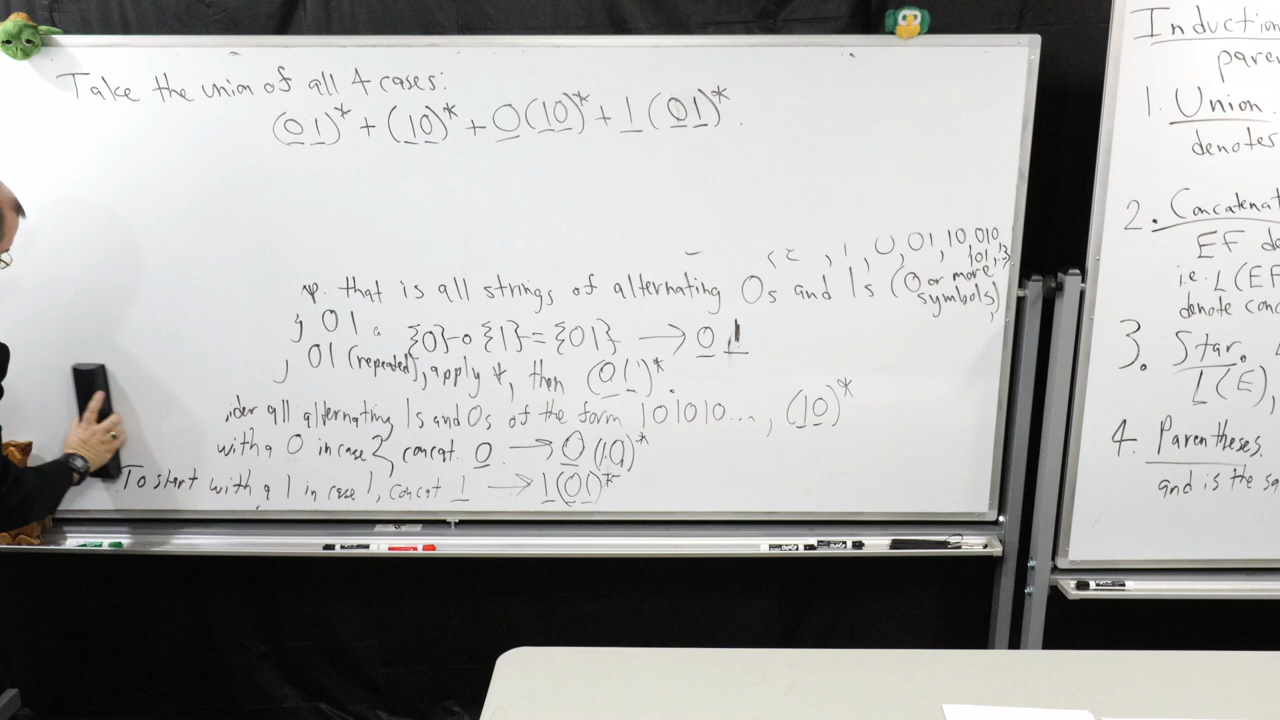 Take the union of all 4 cases:
(01)* + (10)* + 0(10)* + 1(01)*.
, 1, 0, 01, 10, 010,
101,
that is all strings of alternating 0s and 1s (0 or more
symbols)
01 {0}∘{1}={01} → 01
01 (repeated), apply *, then (01)*.
ider all alternating 1s and 0s of the form 101010..., (10)*
with a 0 in case 2, concat. 0 → 0(10)*
To start with a 1 in case 1, concat 1 → 1(01)*
Induction
paren
1. Union.
denotes
2. Concatenat
EF de
i.e. L(EF
denote conc
3. Star.
L(E),
4. Parentheses.
and is the sa